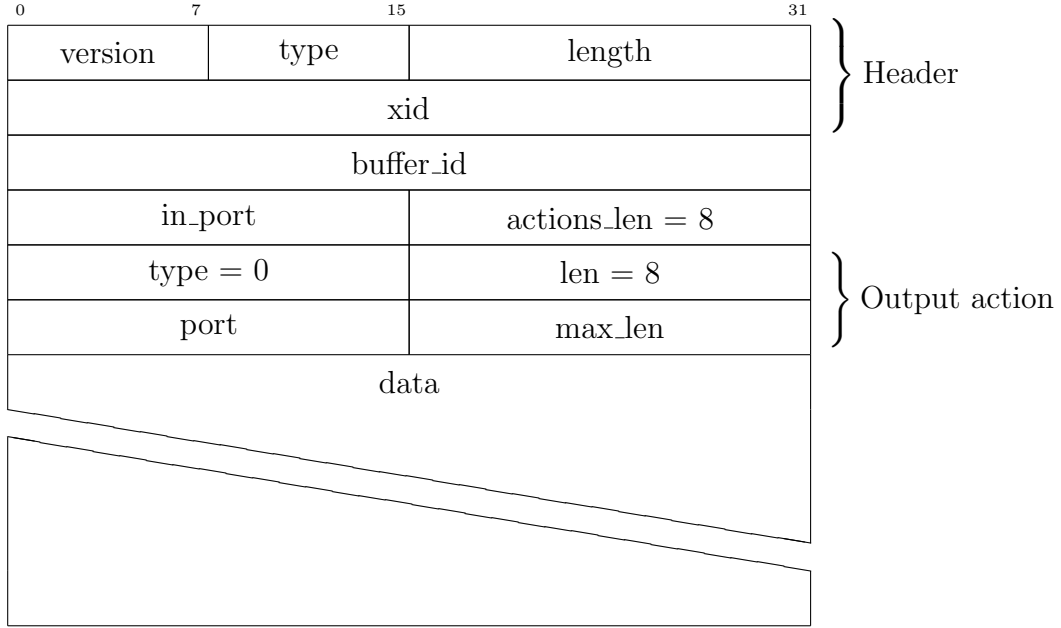 0 7 15 31
version type length
Header
xid
buffer_id
in_port actions_len = 8
type = 0 len = 8
Output action
port max_len
data